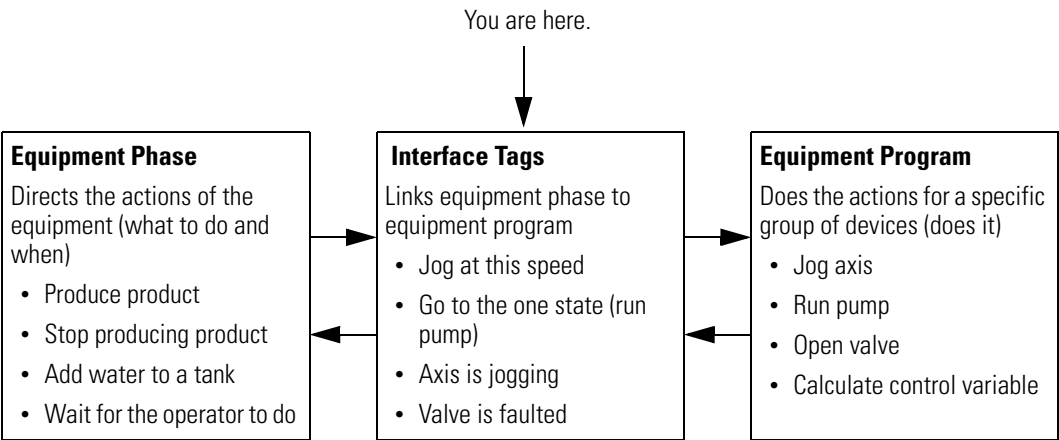 You are here.
Equipment Phase
Directs the actions of the
equipment (what to do and
when)
• Produce product
• Stop producing product
• Add water to a tank
• Wait for the operator to do
Interface Tags
Links equipment phase to
equipment program
• Jog at this speed
• Go to the one state (run
pump)
• Axis is jogging
• Valve is faulted
Equipment Program
Does the actions for a specific
group of devices (does it)
• Jog axis
• Run pump
• Open valve
• Calculate control variable